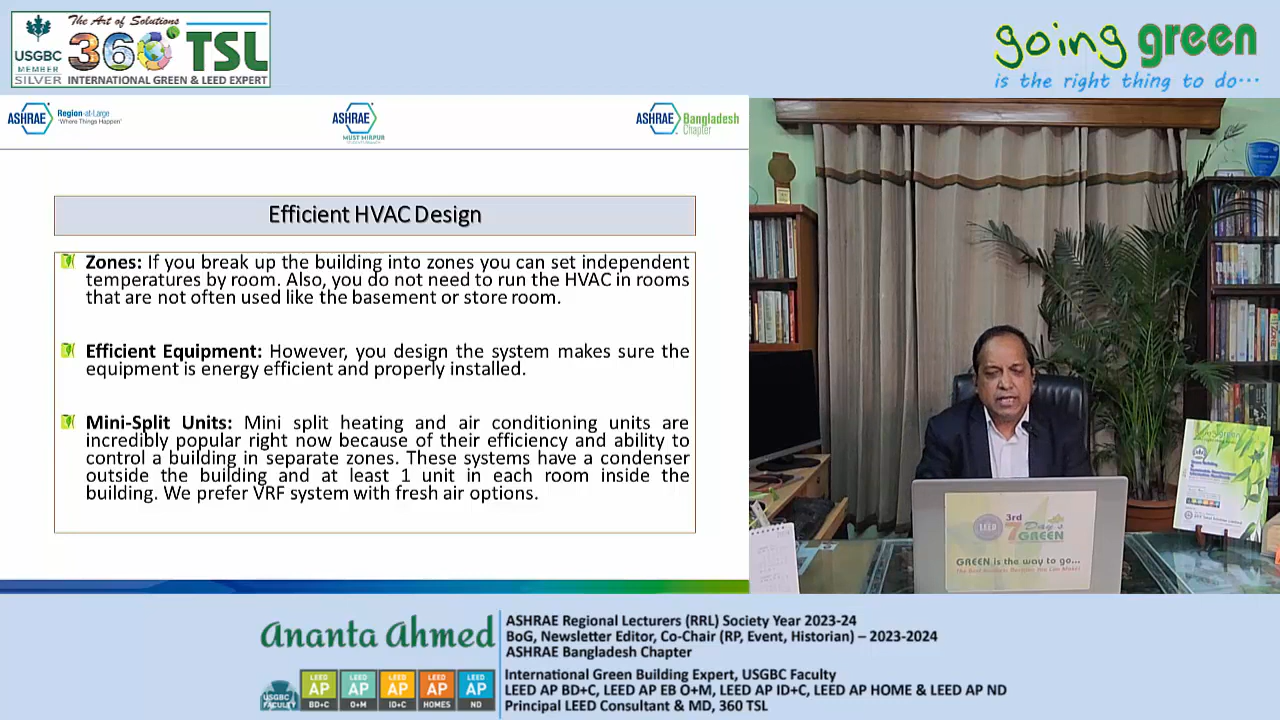 The Art of Solutions
USGBC
MEMBER
SILVER
360 TSL
INTERNATIONAL GREEN & LEED EXPERT
going green
is the right thing to do...
ASHRAE Region-at-Large
"Where Things Happen"
ASHRAE
MUST MIRPUR
ASHRAE Bangladesh
Chapter
Efficient HVAC Design
Zones: If you break up the building into zones you can set independent
temperatures by room. Also, you do not need to run the HVAC in rooms
that are not often used like the basement or store room.
Efficient Equipment: However, you design the system makes sure the
equipment is energy efficient and properly installed.
Mini-Split Units: Mini split heating and air conditioning units are
incredibly popular right now because of their efficiency and ability to
control a building in separate zones. These systems have a condenser
outside the building and at least 1 unit in each room inside the
building. We prefer VRF system with fresh air options.
LEED
3rd
7 Day's
GREEN
GREEN is the way to go...
Ananta Ahmed
USGBC
FACULTY
LEED AP BD+C
LEED AP O+M
LEED AP ID+C
LEED AP HOMES
LEED AP ND
ASHRAE Regional Lecturers (RRL) Society Year 2023-24
BoG, Newsletter Editor, Co-Chair (RP, Event, Historian) – 2023-2024
ASHRAE Bangladesh Chapter
International Green Building Expert, USGBC Faculty
LEED AP BD+C, LEED AP EB O+M, LEED AP ID+C, LEED AP HOME & LEED AP ND
Principal LEED Consultant & MD, 360 TSL